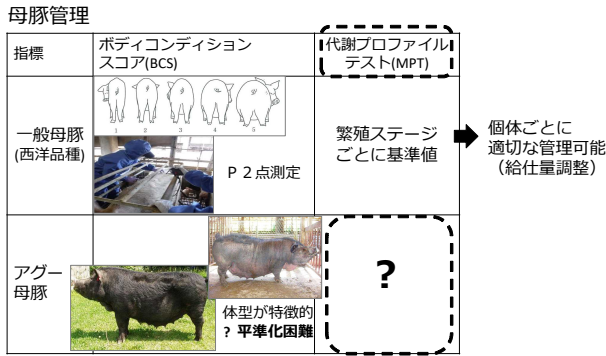 母豚管理
指標
ボディコンディション
スコア(BCS)
代謝プロファイル
テスト(MPT)
一般母豚
(西洋品種)
1 2 3 4 5
P2点測定
繁殖ステージ
ごとに基準値
個体ごとに
適切な管理可能
(給仕量調整)
アグー
母豚
体型が特徴的
? 平準化困難
?